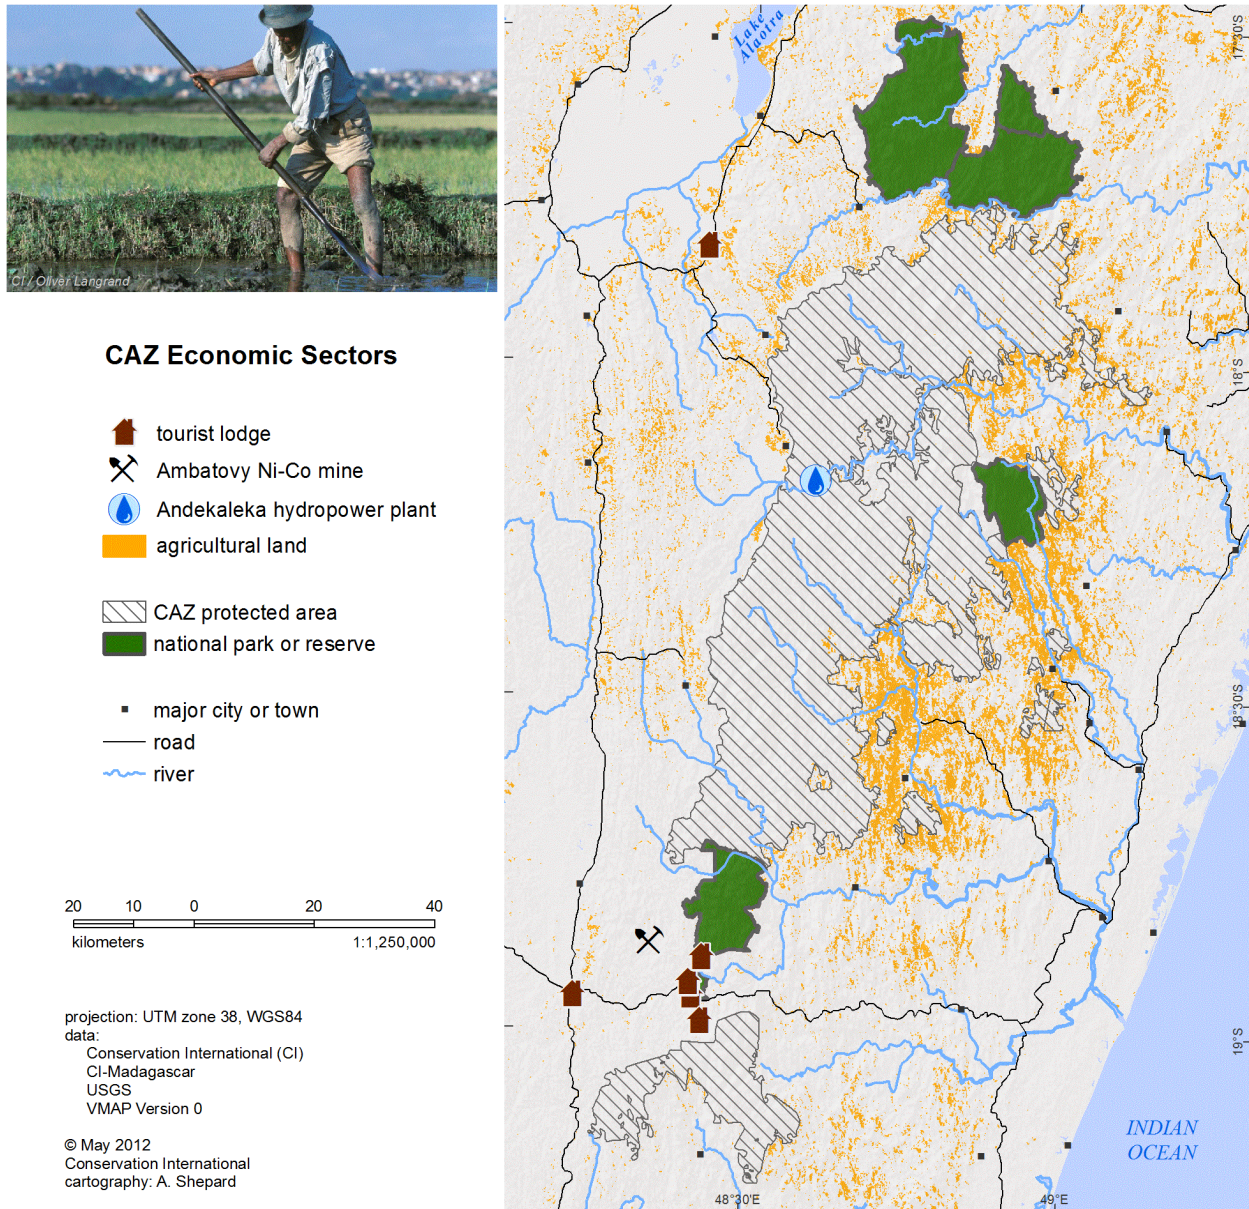 CI / Oliver Langrand
CAZ Economic Sectors
tourist lodge
Ambatovy Ni-Co mine
Andekaleka hydropower plant
agricultural land
CAZ protected area
national park or reserve
major city or town
road
river
20 10 0 20 40
kilometers 1:1,250,000
projection: UTM zone 38, WGS84
data:
Conservation International (CI)
CI-Madagascar
USGS
VMAP Version 0
© May 2012
Conservation International
cartography: A. Shepard
Lake
Alaotra
17°30'S
18°S
18°30'S
19°S
INDIAN
OCEAN
48°30'E
49°E